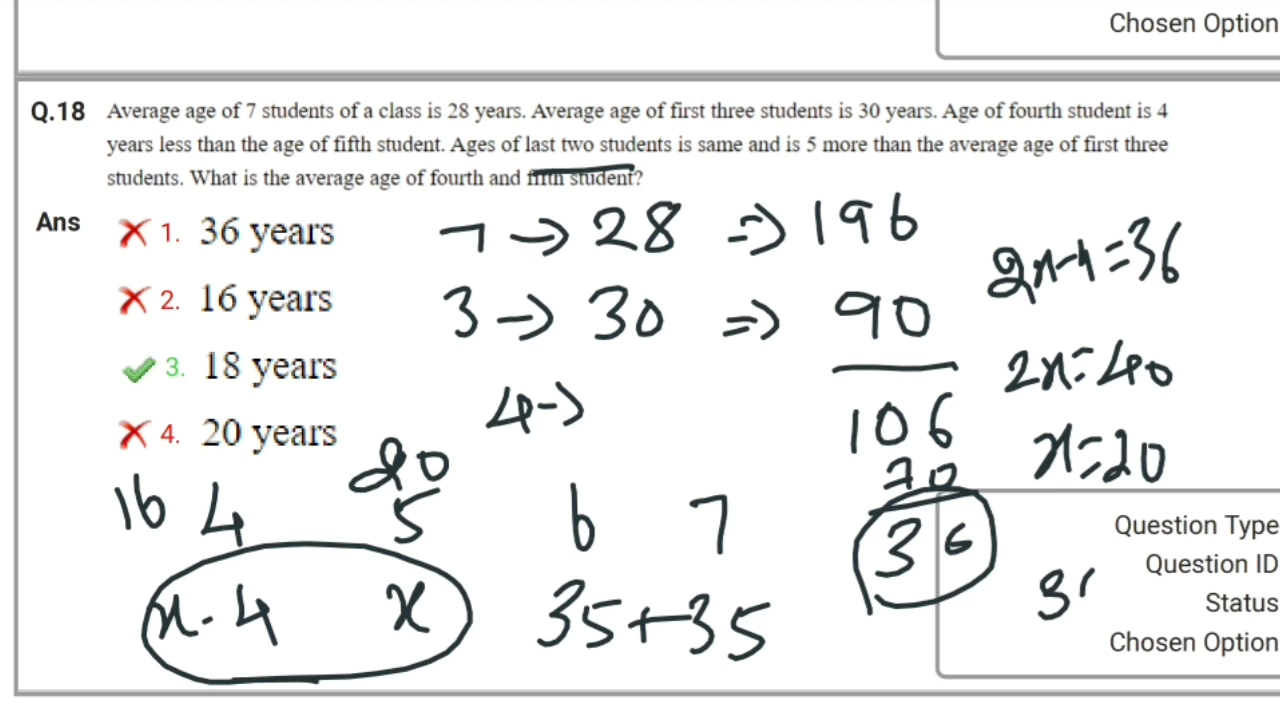 Chosen Option
Q.18 Average age of 7 students of a class is 28 years. Average age of first three students is 30 years. Age of fourth student is 4
years less than the age of fifth student. Ages of last two students is same and is 5 more than the average age of first three
students. What is the average age of fourth and fifth student?
Ans
1. 36 years
2. 16 years
3. 18 years
4. 20 years
7 → 28 ⇒ 196
3 → 30 ⇒ 90
4 →
106
70
36
2x-4=36
2x=40
x=20
16 4 20 5 6 7
x-4 x 35+35
Question Type
Question ID
Status
Chosen Option